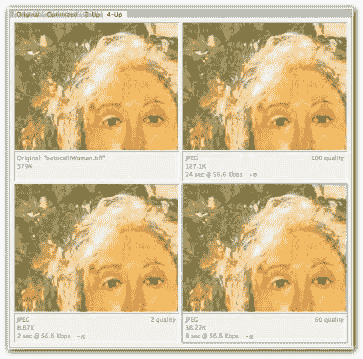 Original Optimized 2-Up 4-Up
Original:
379K
JPEG 100 quality
127.1K
24 sec @ 56.6 Kbps
JPEG 2 quality
8.67K
2 sec @ 56.6 Kbps
JPEG 60 quality
38.27K
8 sec @ 56.6 Kbps